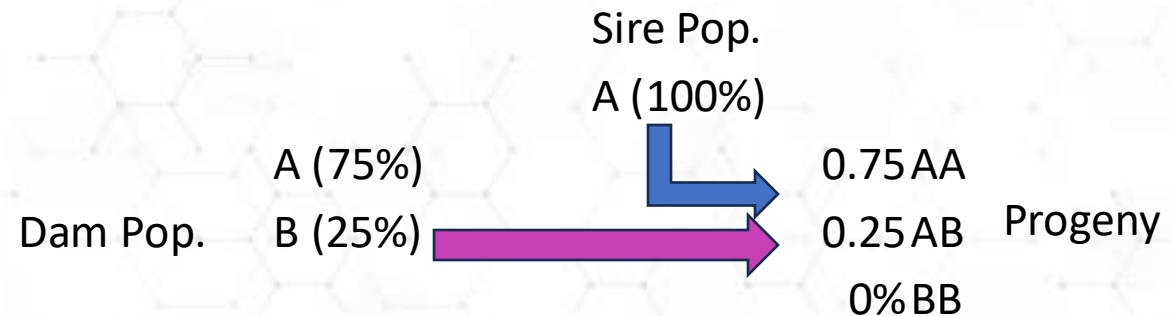 Sire Pop.
A (100%)
A (75%)
0.75 AA
Dam Pop.
B (25%)
0.25 AB
Progeny
0% BB